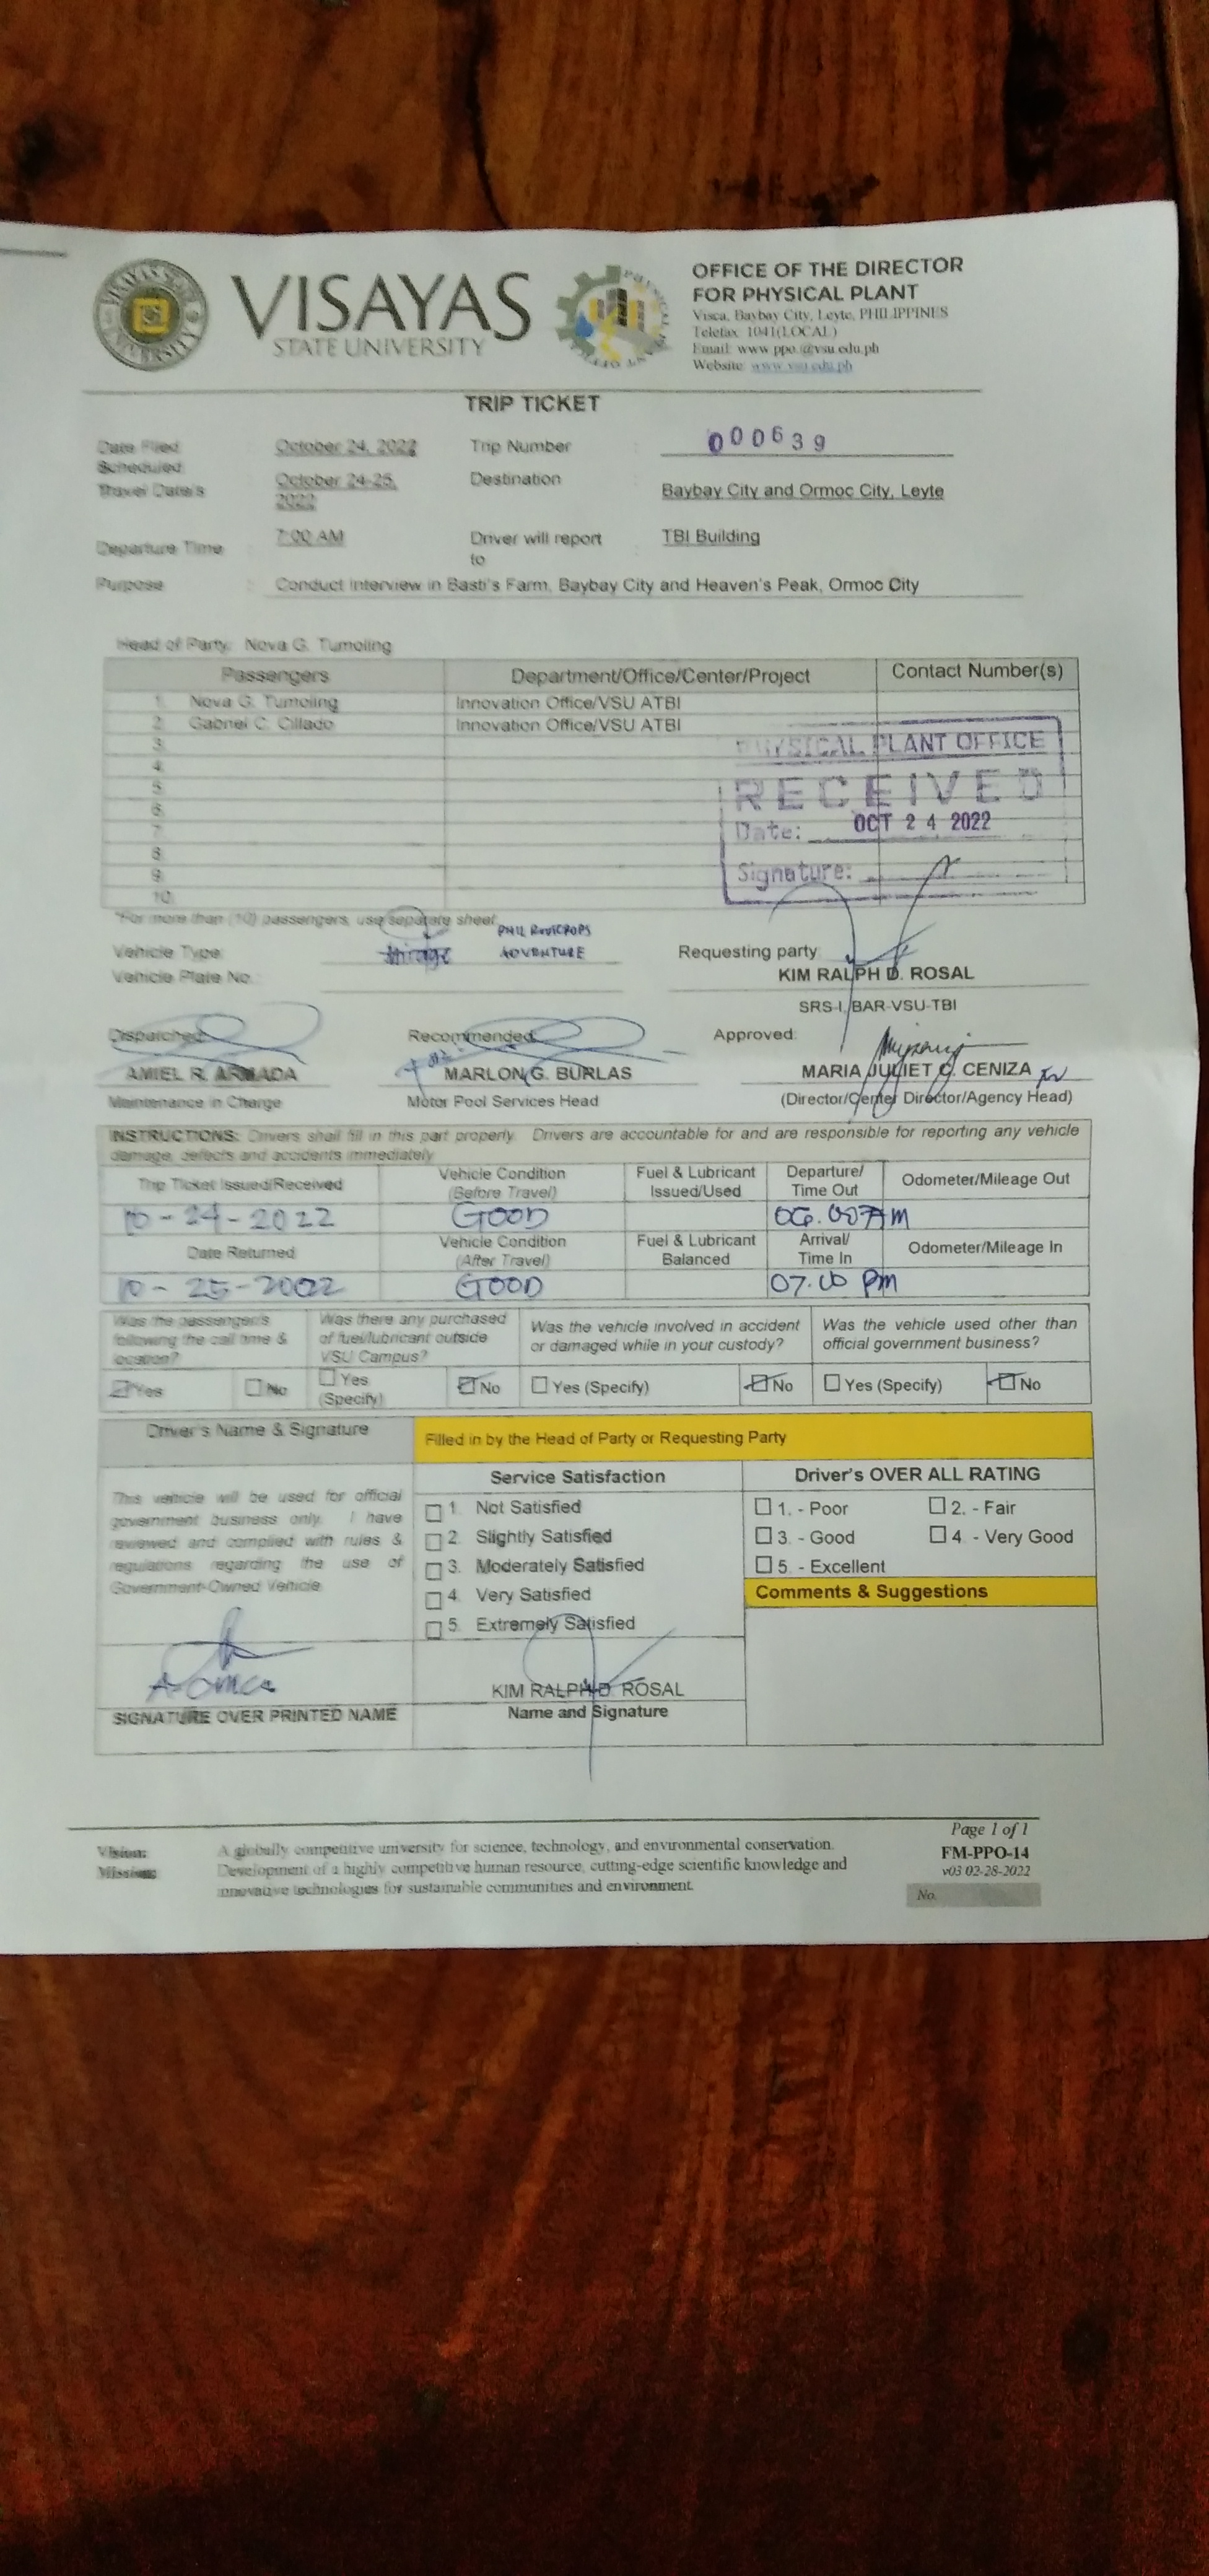 VISAYAS
STATE UNIVERSITY
OFFICE OF THE DIRECTOR
FOR PHYSICAL PLANT
Visca, Baybay City, Leyte, PHILIPPINES
Telefax 1041(LOCAL)
Email: www.ppo.@vsu.edu.ph
Website: www.vsu.edu.ph
TRIP TICKET
Date Filed October 24, 2022 Trip Number : 000639
Scheduled Travel Date/s October 24-25, 2022 Destination : Baybay City and Ormoc City, Leyte
Departure Time 7:00 AM Driver will report to : TBI Building
Purpose : Conduct Interview in Basti's Farm, Baybay City and Heaven's Peak, Ormoc City
Head of Party: Nova G. Tumoling
Passengers Department/Office/Center/Project Contact Number(s)
1 Nova G. Tumoling Innovation Office/VSU ATBI
2 Gabriel C. Cillado Innovation Office/VSU ATBI
3
4
5
6
7
8
9
10
PHYSICAL PLANT OFFICE
RECEIVED
Date: OCT 24 2022
Signature:
*For more than (10) passengers, use separate sheet
PHIL ROOTCROPS
Vehicle Type: Mirage ADVENTURE
Vehicle Plate No.
Requesting party:
KIM RALPH D. ROSAL
SRS-I, BAR-VSU-TBI
Dispatched: Recommended: Approved:
AMIEL R. ARMADA MARLON G. BURLAS MARIA JULIET C. CENIZA
Maintenance in Charge Motor Pool Services Head (Director/Center Director/Agency Head)
INSTRUCTIONS: Drivers shall fill in this part properly. Drivers are accountable for and are responsible for reporting any vehicle
damage, defects and accidents immediately
Trip Ticket Issued/Received Vehicle Condition (Before Travel) Fuel & Lubricant Issued/Used Departure/ Time Out Odometer/Mileage Out
10-24-2022 GOOD 06:00 AM
Date Returned Vehicle Condition (After Travel) Fuel & Lubricant Balanced Arrival/ Time In Odometer/Mileage In
10-25-2002 GOOD 07:00 PM
Was the passenger/s following the call time & location? Was there any purchased of fuel/lubricant outside VSU Campus? Was the vehicle involved in accident or damaged while in your custody? Was the vehicle used other than official government business?
Yes No Yes (Specify) No Yes (Specify) No Yes (Specify) No
Driver's Name & Signature Filled in by the Head of Party or Requesting Party
This vehicle will be used for official
government business only. I have
reviewed and complied with rules &
regulations regarding the use of
Government-Owned Vehicle
Service Satisfaction
1. Not Satisfied
2. Slightly Satisfied
3. Moderately Satisfied
4. Very Satisfied
5. Extremely Satisfied
Driver's OVER ALL RATING
1. - Poor 2. - Fair
3. - Good 4. - Very Good
5. - Excellent
Comments & Suggestions
KIM RALPH D. ROSAL
SIGNATURE OVER PRINTED NAME Name and Signature
Vision: A globally competitive university for science, technology, and environmental conservation.
Mission: Development of a highly competitive human resource, cutting-edge scientific knowledge and
innovative technologies for sustainable communities and environment.
Page 1 of 1
FM-PPO-14
v03 02-28-2022
No.